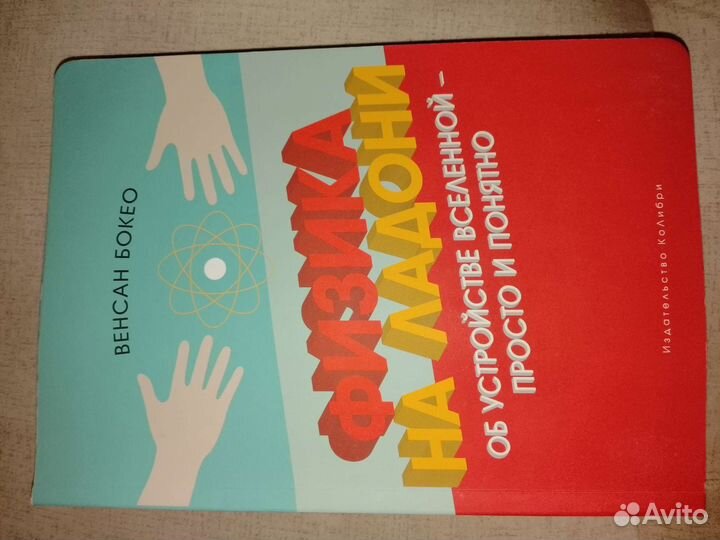 ВЕНСАН БОКЕО
ФИЗИКА
НА ЛАДОНИ
ОБ УСТРОЙСТВЕ ВСЕЛЕННОЙ –
ПРОСТО И ПОНЯТНО
Издательство КоЛибри
Avito